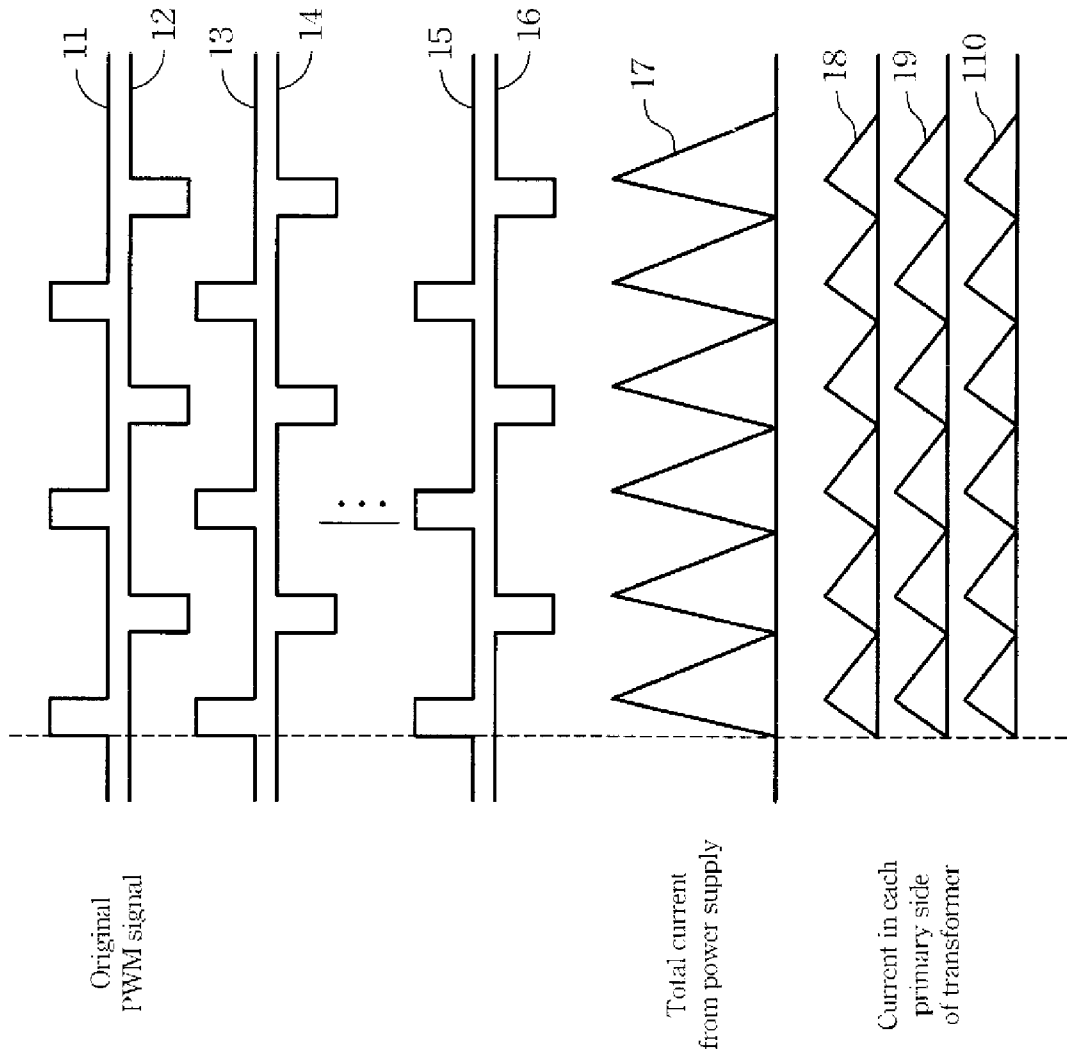 Original
PWM signal
11
12
13
14
15
16
Total current
from power supply
17
Current in each
primary side
of transformer
18
19
110